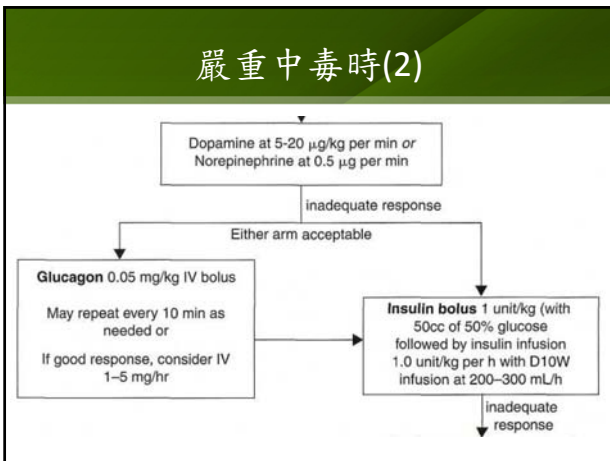 嚴重中毒時(2)
Dopamine at 5-20 µg/kg per min or
Norepinephrine at 0.5 µg per min
inadequate response
Either arm acceptable
Glucagon 0.05 mg/kg IV bolus
May repeat every 10 min as
needed or
If good response, consider IV
1–5 mg/hr
Insulin bolus 1 unit/kg (with
50cc of 50% glucose
followed by insulin infusion
1.0 unit/kg per h with D10W
infusion at 200–300 mL/h
inadequate
response